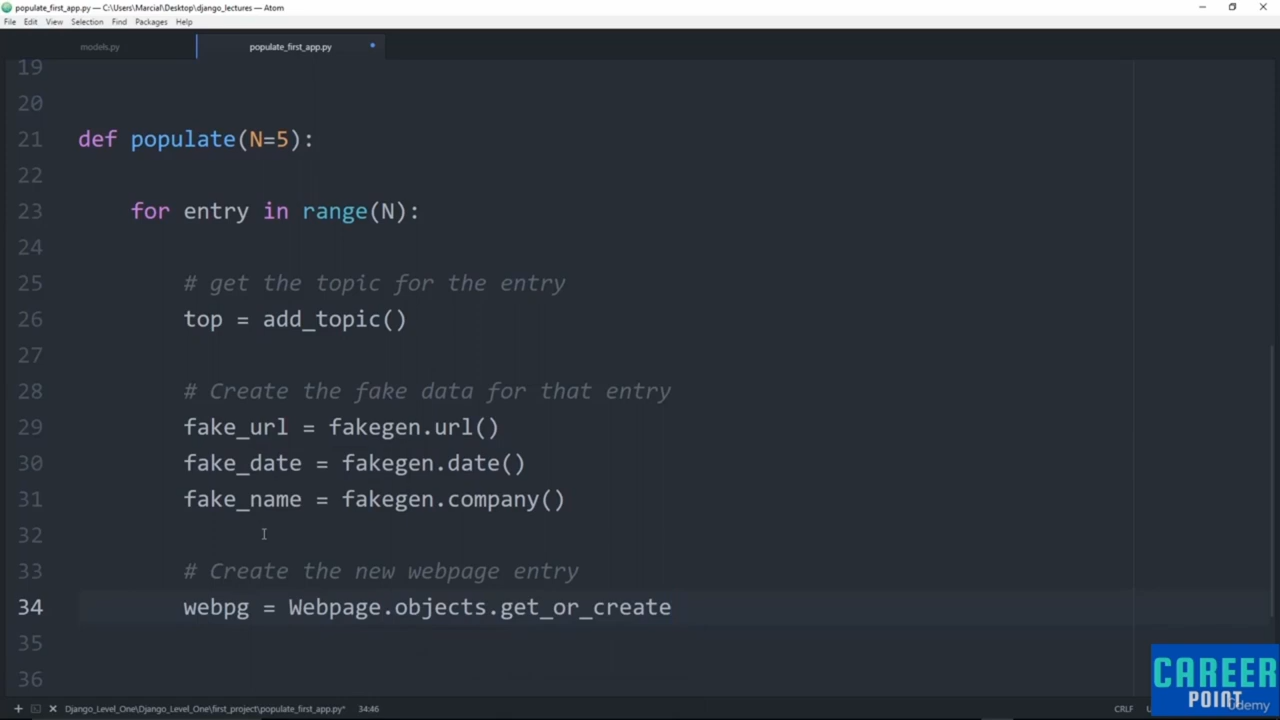 populate_first_app.py — C:\Users\Marcial\Desktop\django_lectures — Atom
File Edit View Selection Find Packages Help
models.py populate_first_app.py
19
20
21 def populate(N=5):
22
23 for entry in range(N):
24
25 # get the topic for the entry
26 top = add_topic()
27
28 # Create the fake data for that entry
29 fake_url = fakegen.url()
30 fake_date = fakegen.date()
31 fake_name = fakegen.company()
32
33 # Create the new webpage entry
34 webpg = Webpage.objects.get_or_create
35
36
CAREER
POINT
Udemy
Django_Level_One\Django_Level_One\first_project\populate_first_app.py* 34:46 CRLF